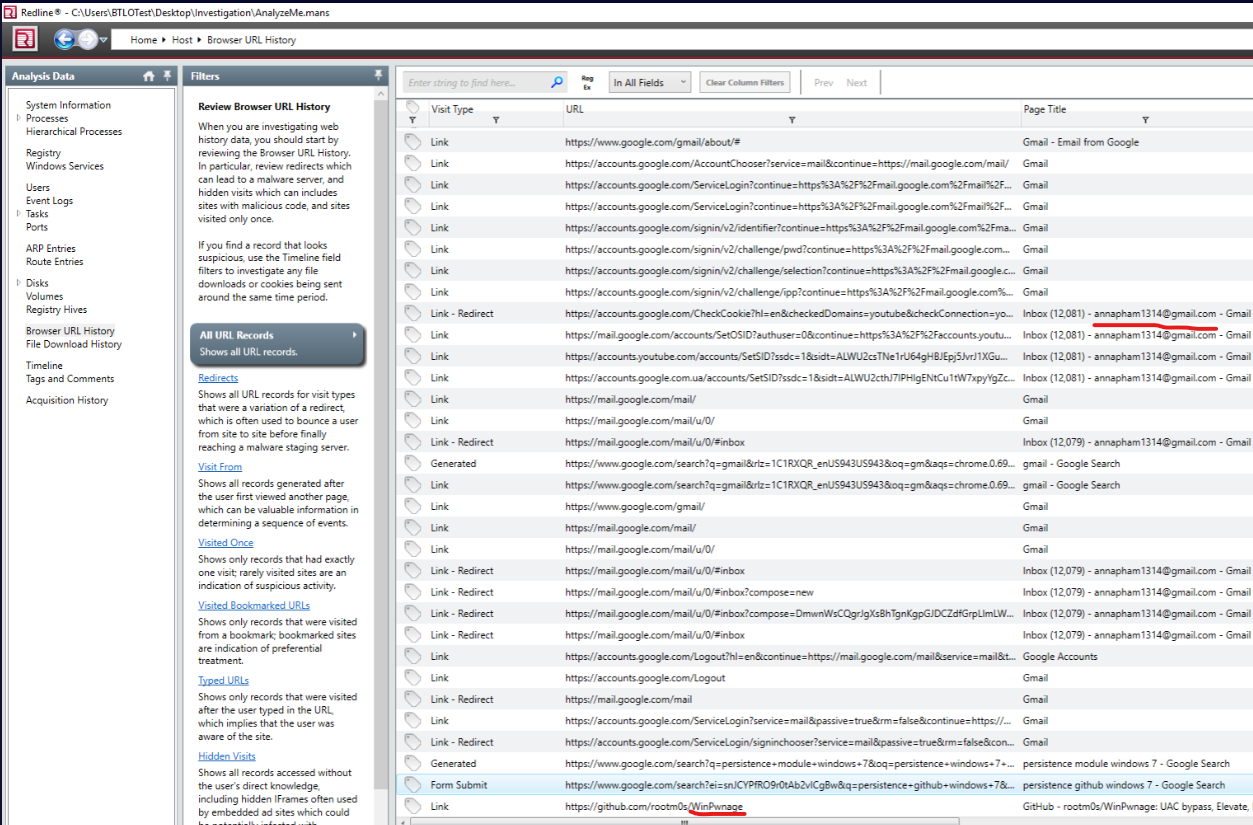 Redline® - C:\Users\BTLOTest\Desktop\Investigation\AnalyzeMe.mans
Home Host Browser URL History
Analysis Data
System Information
Processes
Hierarchical Processes
Registry
Windows Services
Users
Event Logs
Tasks
Ports
ARP Entries
Route Entries
Disks
Volumes
Registry Hives
Browser URL History
File Download History
Timeline
Tags and Comments
Acquisition History
Filters
Review Browser URL History
When you are investigating web
history data, you should start by
reviewing the Browser URL History.
In particular, review redirects which
can lead to a malware server, and
hidden visits which can includes
sites with malicious code, and sites
visited only once.
If you find a record that looks
suspicious, use the Timeline field
filters to investigate any file
downloads or cookies being sent
around the same time period.
All URL Records
Shows all URL records.
Redirects
Shows all URL records for visit types
that were a variation of a redirect,
which is often used to bounce a user
from site to site before finally
reaching a malware staging server.
Visit From
Shows all records generated after
the user first viewed another page,
which can be valuable information in
determining a sequence of events.
Visited Once
Shows only records that had exactly
one visit; rarely visited sites are an
indication of suspicious activity.
Visited Bookmarked URLs
Shows only records that were visited
from a bookmark; bookmarked sites
are indication of preferential
treatment.
Typed URLs
Shows only records that were visited
after the user typed in the URL,
which implies that the user was
aware of the site.
Hidden Visits
Shows all records accessed without
the user's direct knowledge,
including hidden IFrames often used
by embedded ad sites which could
be potentially infected with
Enter string to find here... Reg Ex In All Fields Clear Column Filters Prev Next
Visit Type URL Page Title
Link https://www.google.com/gmail/about/# Gmail - Email from Google
Link https://accounts.google.com/AccountChooser?service=mail&continue=https://mail.google.com/mail/ Gmail
Link https://accounts.google.com/ServiceLogin?continue=https%3A%2F%2Fmail.google.com%2Fmail%2F... Gmail
Link https://accounts.google.com/ServiceLogin?continue=https%3A%2F%2Fmail.google.com%2Fmail%2F... Gmail
Link https://accounts.google.com/signin/v2/identifier?continue=https%3A%2F%2Fmail.google.com%2Fma... Gmail
Link https://accounts.google.com/signin/v2/challenge/pwd?continue=https%3A%2F%2Fmail.google.com... Gmail
Link https://accounts.google.com/signin/v2/challenge/selection?continue=https%3A%2F%2Fmail.google.c... Gmail
Link https://accounts.google.com/signin/v2/challenge/ipp?continue=https%3A%2F%2Fmail.google.com%... Gmail
Link - Redirect https://accounts.google.com/CheckCookie?hl=en&checkedDomains=youtube&checkConnection=yo... Inbox (12,081) - annapham1314@gmail.com - Gmail
Link https://mail.google.com/accounts/SetOSID?authuser=0&continue=https%3A%2F%2Faccounts.youtu... Inbox (12,081) - annapham1314@gmail.com - Gmail
Link https://accounts.youtube.com/accounts/SetSID?ssdc=1&sidt=ALWU2csTNe1rU64gHBJEpj5JvrJ1XGu... Inbox (12,081) - annapham1314@gmail.com - Gmail
Link https://accounts.google.com.ua/accounts/SetSID?ssdc=1&sidt=ALWU2cthJ7lPHlgENtCu1tW7xpyYgZc... Inbox (12,081) - annapham1314@gmail.com - Gmail
Link https://mail.google.com/mail/ Gmail
Link https://mail.google.com/mail/u/0/ Gmail
Link - Redirect https://mail.google.com/mail/u/0/#inbox Inbox (12,079) - annapham1314@gmail.com - Gmail
Generated https://www.google.com/search?q=gmail&rlz=1C1RXQR_enUS943US943&oq=gm&aqs=chrome.0.69... gmail - Google Search
Link https://www.google.com/search?q=gmail&rlz=1C1RXQR_enUS943US943&oq=gm&aqs=chrome.0.69... gmail - Google Search
Link https://www.google.com/gmail/ Gmail
Link https://mail.google.com/mail/ Gmail
Link https://mail.google.com/mail/u/0/ Gmail
Link - Redirect https://mail.google.com/mail/u/0/#inbox Inbox (12,079) - annapham1314@gmail.com - Gmail
Link - Redirect https://mail.google.com/mail/u/0/#inbox?compose=new Inbox (12,079) - annapham1314@gmail.com - Gmail
Link - Redirect https://mail.google.com/mail/u/0/#inbox?compose=DmwnWsCQgrJgXsBhTgnKgpGJDCZdfGrpLlmLW... Inbox (12,079) - annapham1314@gmail.com - Gmail
Link - Redirect https://mail.google.com/mail/u/0/#inbox Inbox (12,079) - annapham1314@gmail.com - Gmail
Link https://accounts.google.com/Logout?hl=en&continue=https://mail.google.com/mail&service=mail&t... Google Accounts
Link https://accounts.google.com/Logout Gmail
Link - Redirect https://mail.google.com/mail Gmail
Link https://accounts.google.com/ServiceLogin?service=mail&passive=true&rm=false&continue=https://... Gmail
Link - Redirect https://accounts.google.com/ServiceLogin/signinchooser?service=mail&passive=true&rm=false&con... Gmail
Generated https://www.google.com/search?q=persistence+module+windows+7&oq=persistence+windows+7+... persistence module windows 7 - Google Search
Form Submit https://www.google.com/search?ei=snJCYPfRO9r0tAb2vICgBw&q=persistence+github+windows+7&... persistence github windows 7 - Google Search
Link https://github.com/rootm0s/WinPwnage GitHub - rootm0s/WinPwnage: UAC bypass, Elevate,